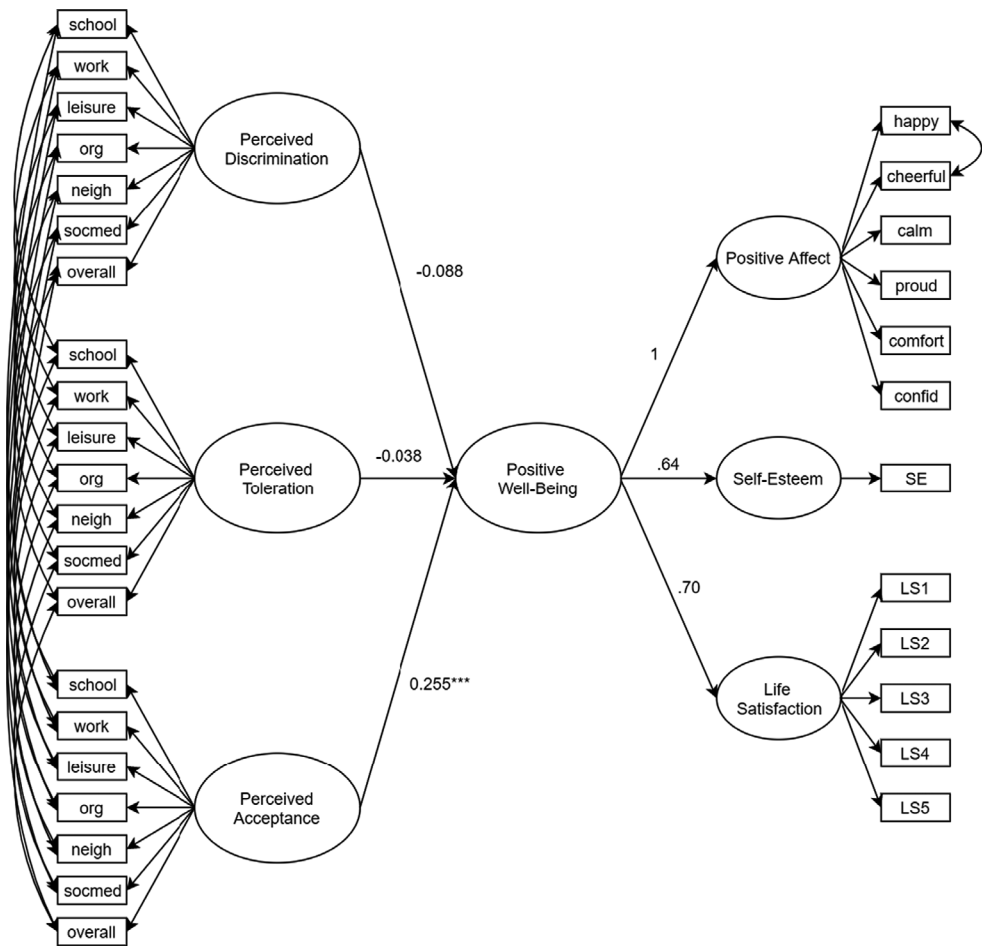 school
work
leisure
org
neigh
socmed
overall
Perceived
Discrimination
-0.088
school
work
leisure
org
neigh
socmed
overall
Perceived
Toleration
-0.038
school
work
leisure
org
neigh
socmed
overall
Perceived
Acceptance
0.255***
Positive
Well-Being
1
.64
.70
Positive Affect
happy
cheerful
calm
proud
comfort
confid
Self-Esteem
SE
Life
Satisfaction
LS1
LS2
LS3
LS4
LS5